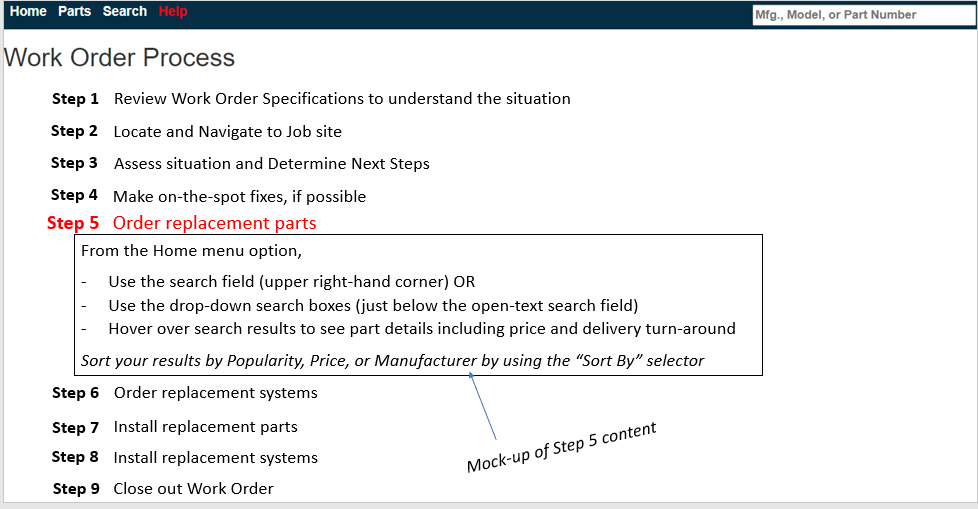 Home Parts Search Help
Mfg., Model, or Part Number
Work Order Process
Step 1 Review Work Order Specifications to understand the situation
Step 2 Locate and Navigate to Job site
Step 3 Assess situation and Determine Next Steps
Step 4 Make on-the-spot fixes, if possible
Step 5 Order replacement parts
From the Home menu option,
- Use the search field (upper right-hand corner) OR
- Use the drop-down search boxes (just below the open-text search field)
- Hover over search results to see part details including price and delivery turn-around
Sort your results by Popularity, Price, or Manufacturer by using the “Sort By” selector
Step 6 Order replacement systems
Step 7 Install replacement parts
Mock-up of Step 5 content
Step 8 Install replacement systems
Step 9 Close out Work Order